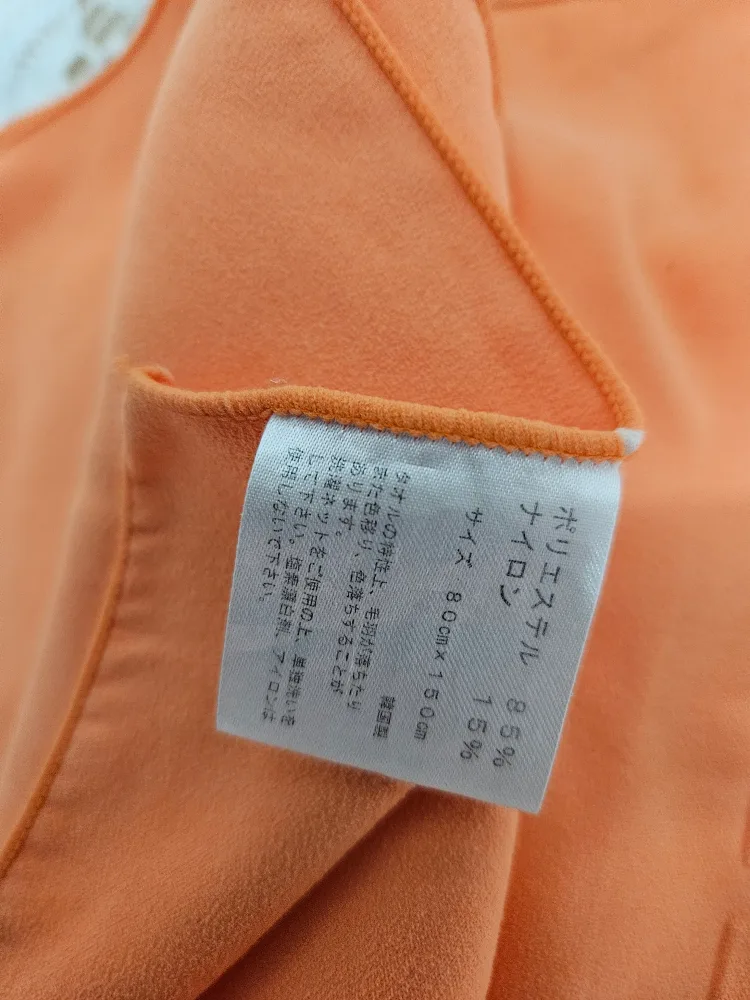 ポリエステル 85%
ナイロン 15%
サイズ 80cm×150cm
韓国製
タオルの特性上、毛羽が落ちたり
また色移り、色落ちすることが
あります。
洗濯ネットをご使用の上、単独洗いを
して下さい。塩素漂白剤、アイロンは
使用しないで下さい。